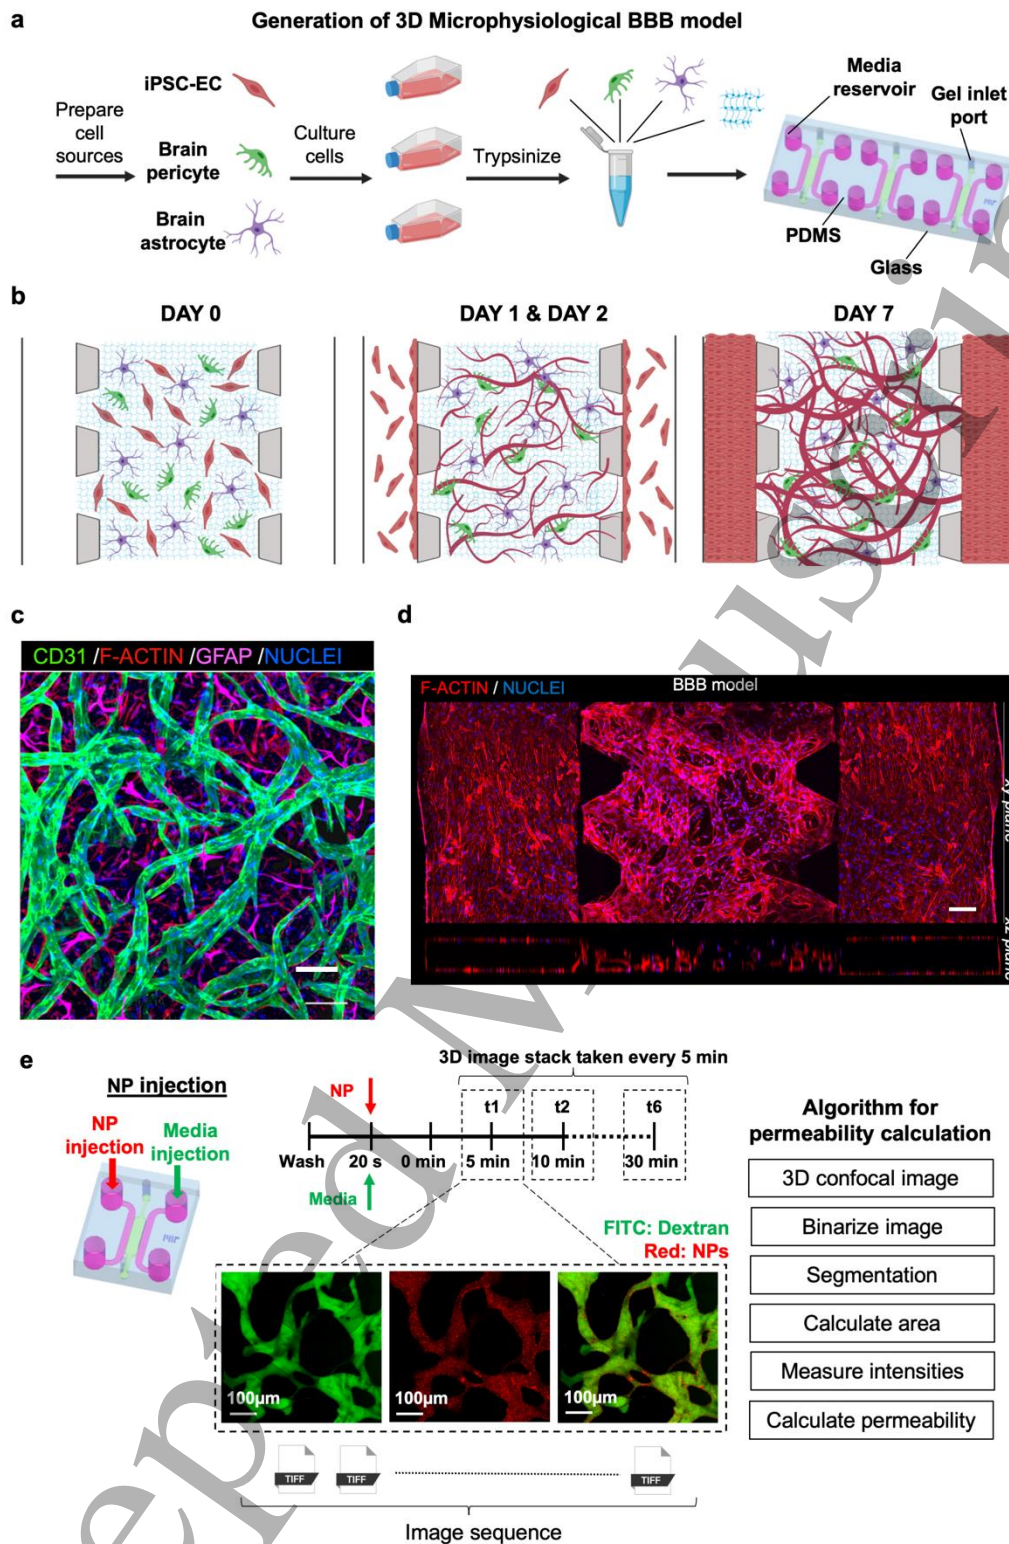 a
Generation of 3D Microphysiological BBB model
iPSC-EC
Prepare
cell
sources
Brain
pericyte
Brain
astrocyte
Culture
cells
Trypsinize
Media
reservoir
Gel inlet
port
PDMS
Glass
b
DAY 0
DAY 1 & DAY 2
DAY 7
c
CD31 /F-ACTIN /GFAP /NUCLEI
d
F-ACTIN / NUCLEI
BBB model
xy plane
xz plane
e
NP injection
NP
injection
Media
injection
3D image stack taken every 5 min
NP
t1
t2
t6
Wash
20 s
0 min
5 min
10 min
30 min
Media
FITC: Dextran
Red: NPs
100µm
100µm
100µm
TIFF
TIFF
TIFF
Image sequence
Algorithm for
permeability calculation
3D confocal image
Binarize image
Segmentation
Calculate area
Measure intensities
Calculate permeability